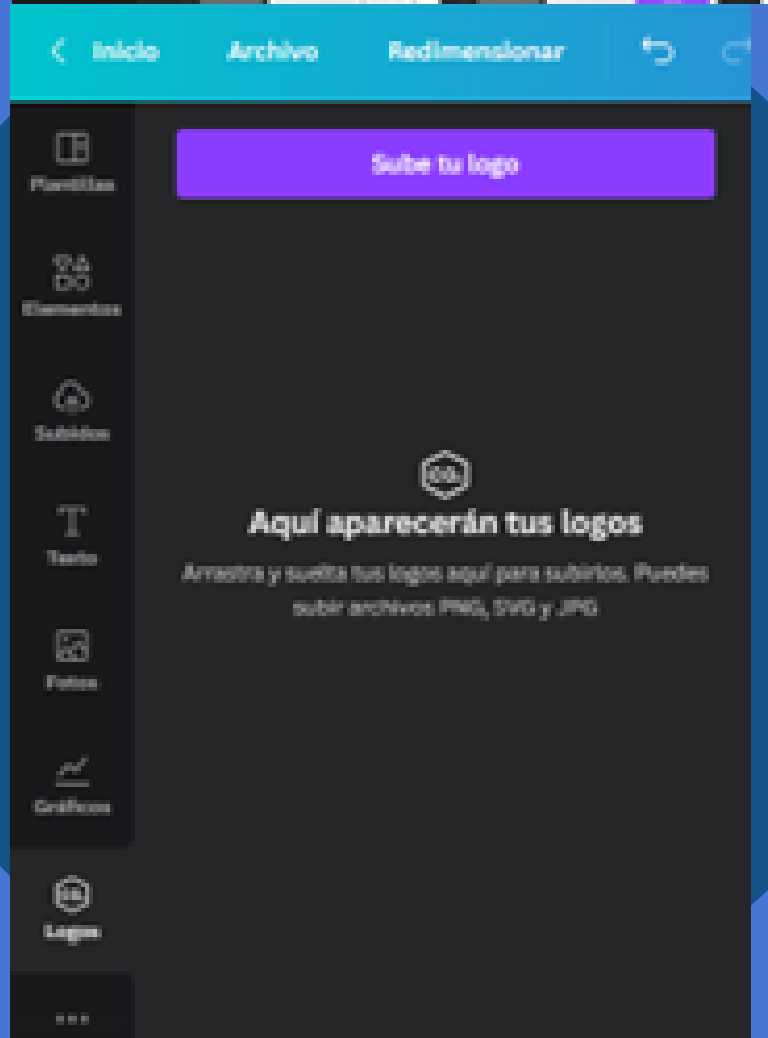 Inicio
Archivo
Redimensionar
Plantillas
Elementos
Subidos
Texto
Fotos
Gráficos
Logos
Sube tu logo
CO.
Aquí aparecerán tus logos
Arrastra y suelta tus logos aquí para subirlos. Puedes
subir archivos PNG, SVG y JPG